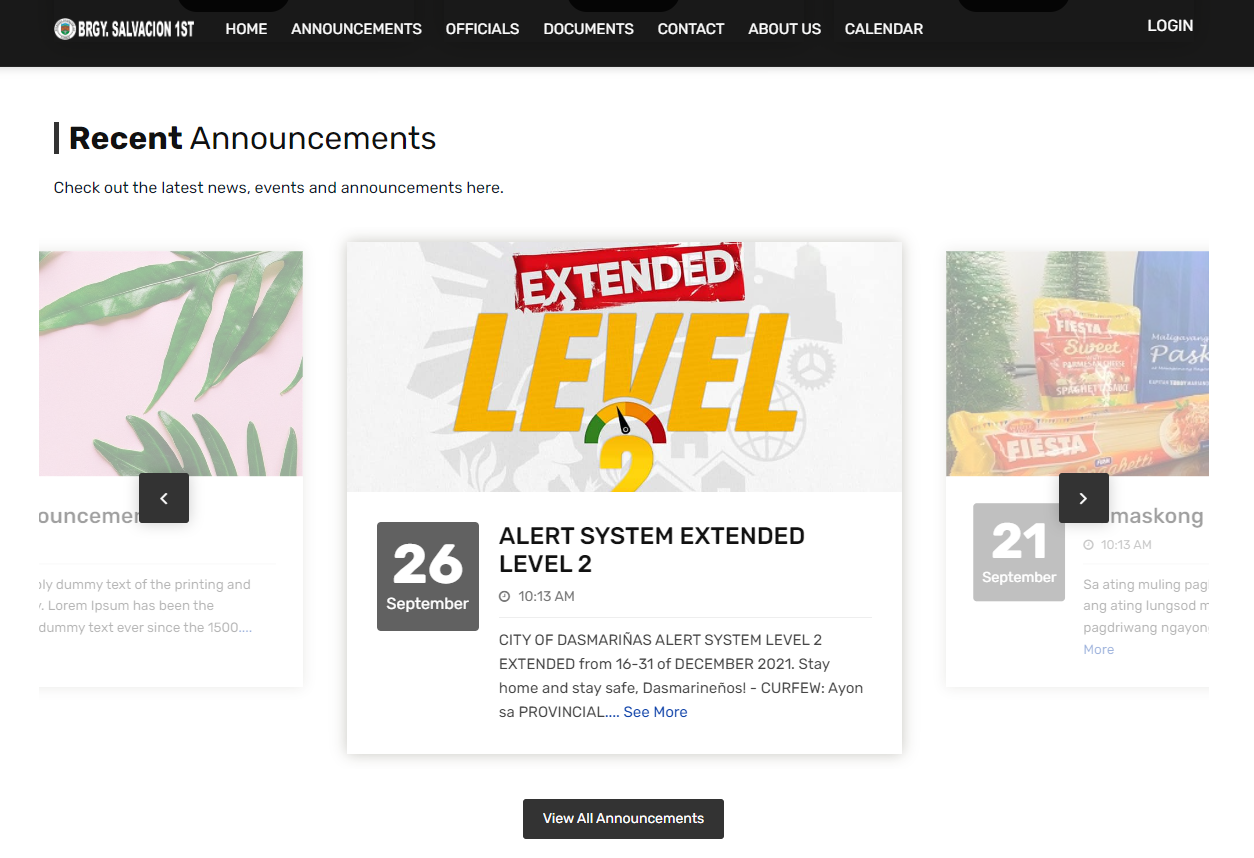 BRGY. SALVACION 1ST
HOME ANNOUNCEMENTS OFFICIALS DOCUMENTS CONTACT ABOUT US CALENDAR
LOGIN
Recent Announcements
Check out the latest news, events and announcements here.
dummy text of the printing and
Lorem Ipsum has been the
dummy text ever since the 1500....
EXTENDED
LEVEL
2
26
September
ALERT SYSTEM EXTENDED
LEVEL 2
10:13 AM
CITY OF DASMARIÑAS ALERT SYSTEM LEVEL 2
EXTENDED from 16-31 of DECEMBER 2021. Stay
home and stay safe, Dasmarineños! - CURFEW: Ayon
sa PROVINCIAL.... See More
FIESTA
Sweet
SPAGHETTI SAUCE
Maligayang
Pask
FIESTA
Spaghetti
21
September
maskong
10:13 AM
Sa ating muling pag
ang ating lungsod m
pagdriwang ngayon
More
View All Announcements